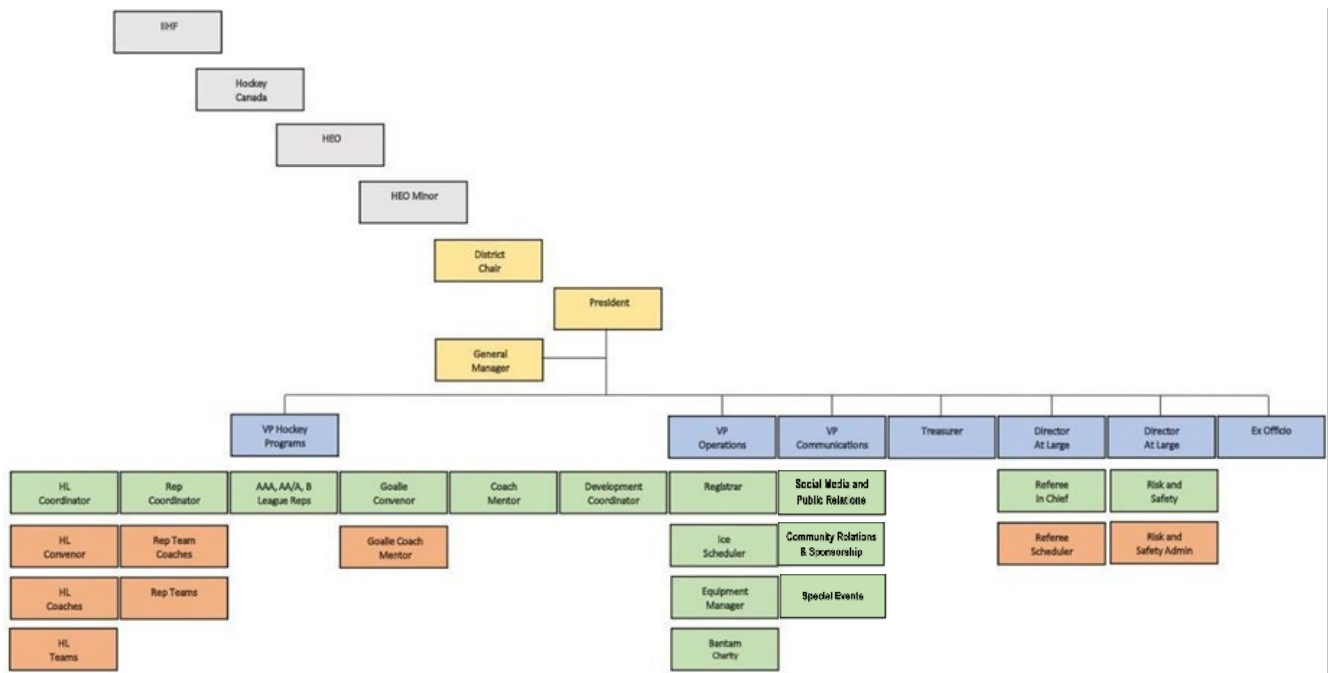 IIHF
Hockey
Canada
HEO
HEO Minor
District
Chair
President
General
Manager
VP Hockey
Programs
VP
Operations
VP
Communications
Treasurer
Director
At Large
Director
At Large
Ex Officio
HL
Coordinator
Rep
Coordinator
AAA, AA/A, B
League Reps
Goalie
Convenor
Coach
Mentor
Development
Coordinator
Registrar
Social Media and
Public Relations
Referee
In Chief
Risk and
Safety
HL
Convenor
Rep Team
Coaches
Goalie Coach
Mentor
Ice
Scheduler
Community Relations
& Sponsorship
Referee
Scheduler
Risk and
Safety Admin
HL
Coaches
Rep Teams
Equipment
Manager
Special Events
HL
Teams
Bantam
Charity